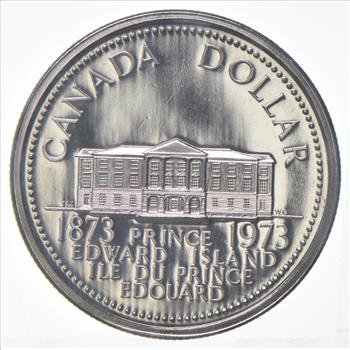 CANADA DOLLAR
1873 PRINCE 1973
EDWARD ISLAND
ILE DU PRINCE
EDOUARD